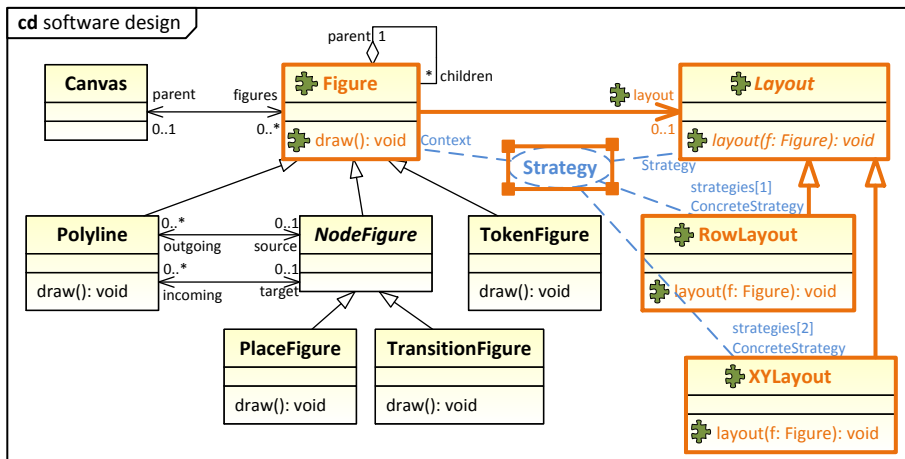 cd software design
parent 1
* children
Canvas
parent
figures
0..1
0..*
Figure
draw(): void
layout
0..1
Layout
layout(f: Figure): void
Context
Strategy
Strategy
strategies[1]
ConcreteStrategy
Polyline
draw(): void
0..*
0..1
outgoing
source
0..*
0..1
incoming
target
NodeFigure
TokenFigure
draw(): void
RowLayout
layout(f: Figure): void
strategies[2]
ConcreteStrategy
PlaceFigure
draw(): void
TransitionFigure
draw(): void
XYLayout
layout(f: Figure): void